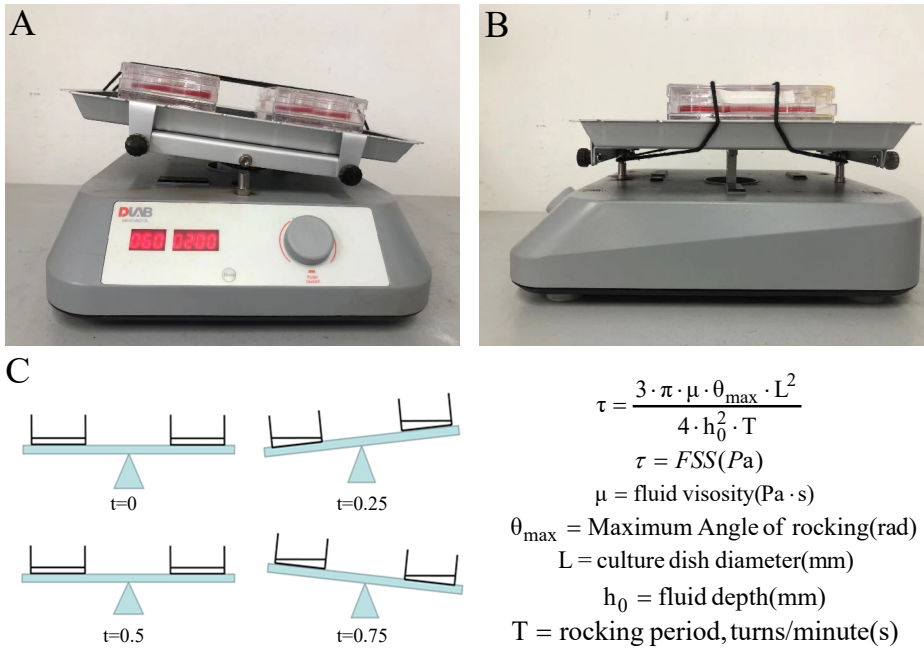 A
B
DLAB
060 0200
C
t=0
t=0.25
t=0.5
t=0.75
τ = 3 · π · μ · θmax · L² / 4 · h₀² · T
τ = FSS(Pa)
μ = fluid visosity(Pa · s)
θmax = Maximum Angle of rocking(rad)
L = culture dish diameter(mm)
h₀ = fluid depth(mm)
T = rocking period, turns/minute(s)